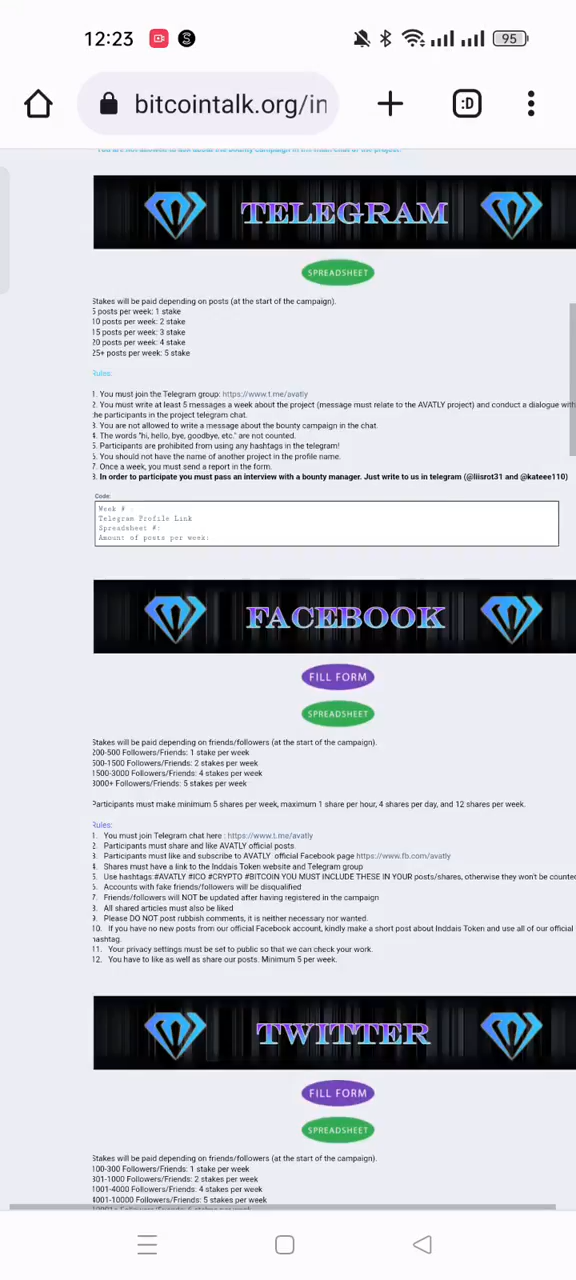 12:23
95
bitcointalk.org/in
:D
You are not allowed to talk about the bounty campaign in the main chat of the project.
TELEGRAM
SPREADSHEET
Stakes will be paid depending on posts (at the start of the campaign).
5 posts per week: 1 stake
10 posts per week: 2 stake
15 posts per week: 3 stake
20 posts per week: 4 stake
25+ posts per week: 5 stake
Rules:
1. You must join the Telegram group: https://www.t.me/avatly
2. You must write at least 5 messages a week about the project (message must relate to the AVATLY project) and conduct a dialogue with
the participants in the project telegram chat.
3. You are not allowed to write a message about the bounty campaign in the chat.
4. The words "hi, hello, bye, goodbye, etc." are not counted.
5. Participants are prohibited from using any hashtags in the telegram!
6. You should not have the name of another project in the profile name.
7. Once a week, you must send a report in the form.
8. In order to participate you must pass an interview with a bounty manager. Just write to us in telegram (@liisrot31 and @kateee110)
Code:
Week #
Telegram Profile Link
Spreadsheet #:
Amount of posts per week:
FACEBOOK
FILL FORM
SPREADSHEET
Stakes will be paid depending on friends/followers (at the start of the campaign).
200-500 Followers/Friends: 1 stake per week
500-1500 Followers/Friends: 2 stakes per week
1500-3000 Followers/Friends: 4 stakes per week
3000+ Followers/Friends: 5 stakes per week
Participants must make minimum 5 shares per week, maximum 1 share per hour, 4 shares per day, and 12 shares per week.
Rules:
1. You must join Telegram chat here : https://www.t.me/avatly
2. Participants must share and like AVATLY official posts.
3. Participants must like and subscribe to AVATLY official Facebook page https://www.fb.com/avatly
4. Shares must have a link to the Inddais Token website and Telegram group
5. Use hashtags:#AVATLY #ICO #CRYPTO #BITCOIN YOU MUST INCLUDE THESE IN YOUR posts/shares, otherwise they won't be counted
6. Accounts with fake friends/followers will be disqualified
7. Friends/followers will NOT be updated after having registered in the campaign
8. All shared articles must also be liked
9. Please DO NOT post rubbish comments, it is neither necessary nor wanted.
10. If you have no new posts from our official Facebook account, kindly make a short post about Inddais Token and use all of our official
hashtag.
11. Your privacy settings must be set to public so that we can check your work.
12. You have to like as well as share our posts. Minimum 5 per week.
TWITTER
FILL FORM
SPREADSHEET
Stakes will be paid depending on friends/followers (at the start of the campaign).
100-300 Followers/Friends: 1 stake per week
301-1000 Followers/Friends: 2 stakes per week
1001-4000 Followers/Friends: 4 stakes per week
4001-10000 Followers/Friends: 5 stakes per week